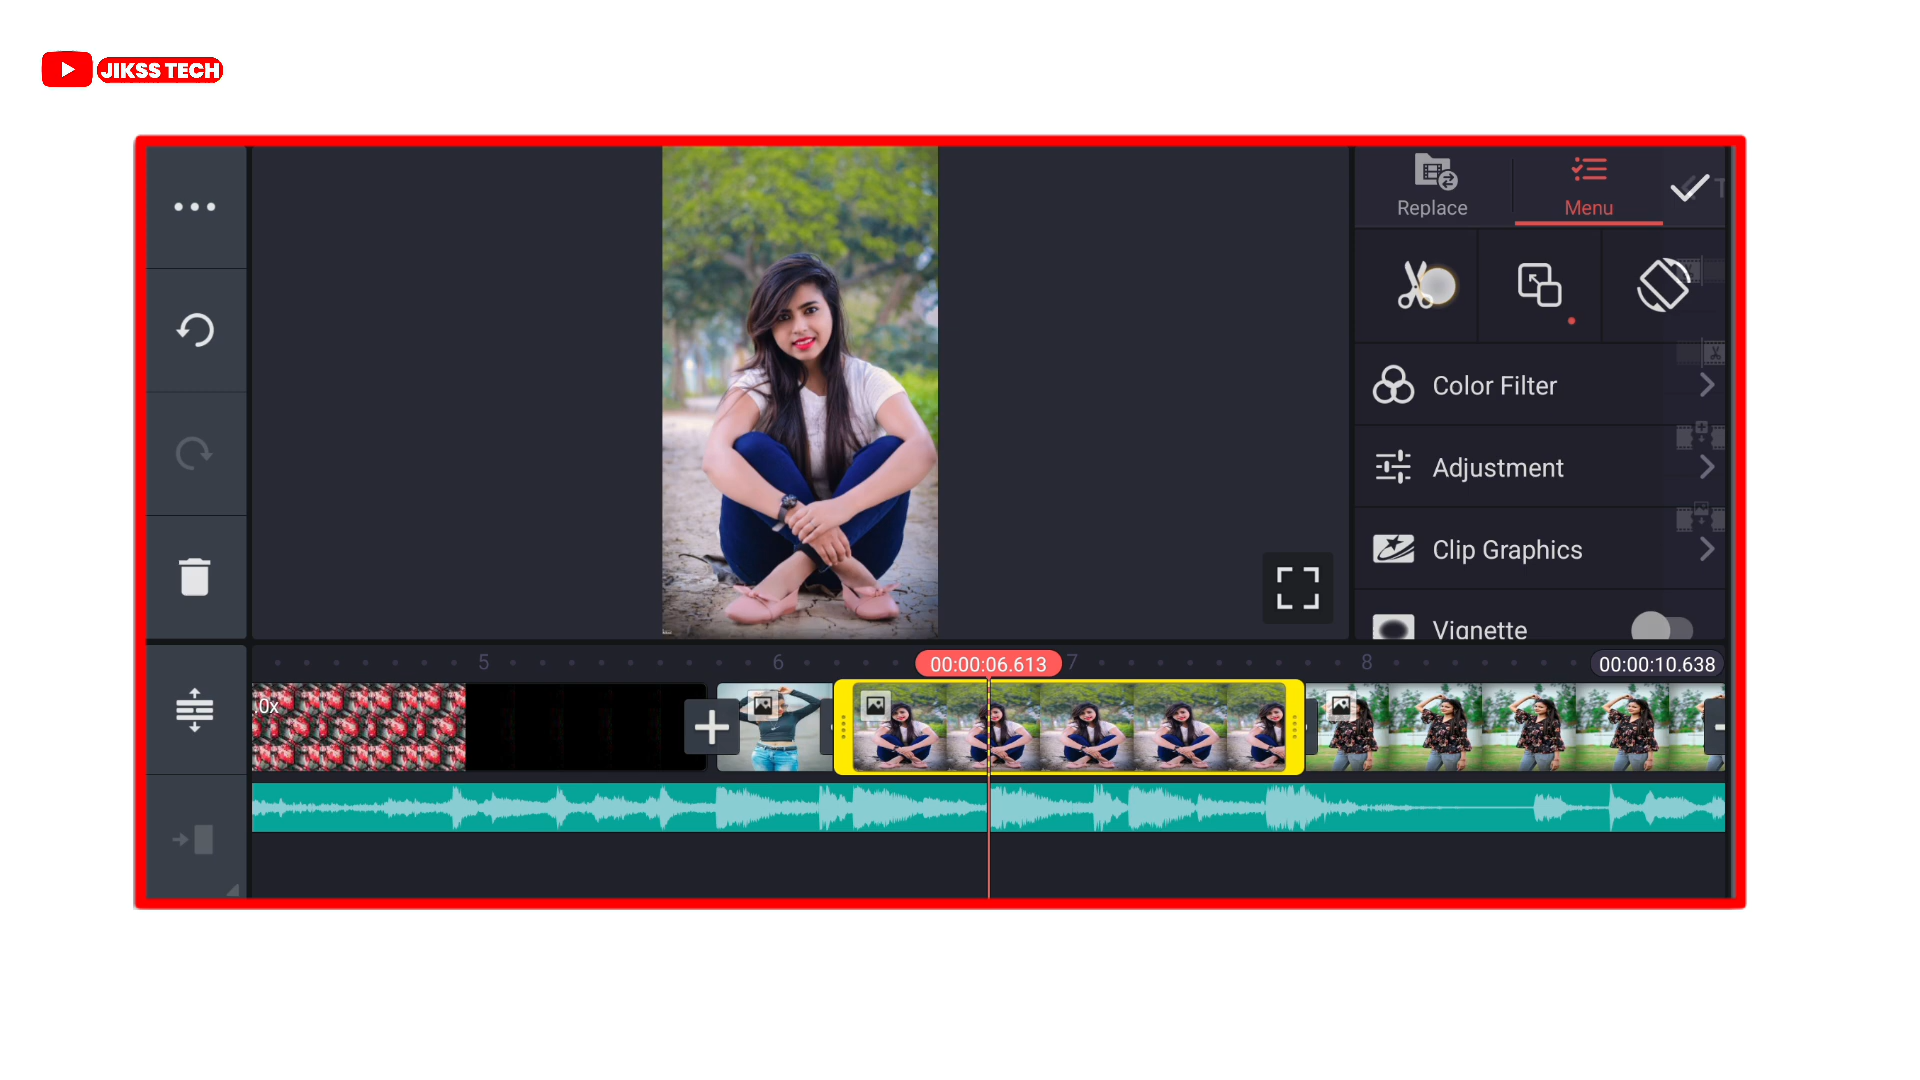 JIKSS TECH
Replace
Menu
T
Color Filter
Adjustment
Clip Graphics
Vignette
5
6
00:00:06.613
7
8
00:00:10.638
.0x